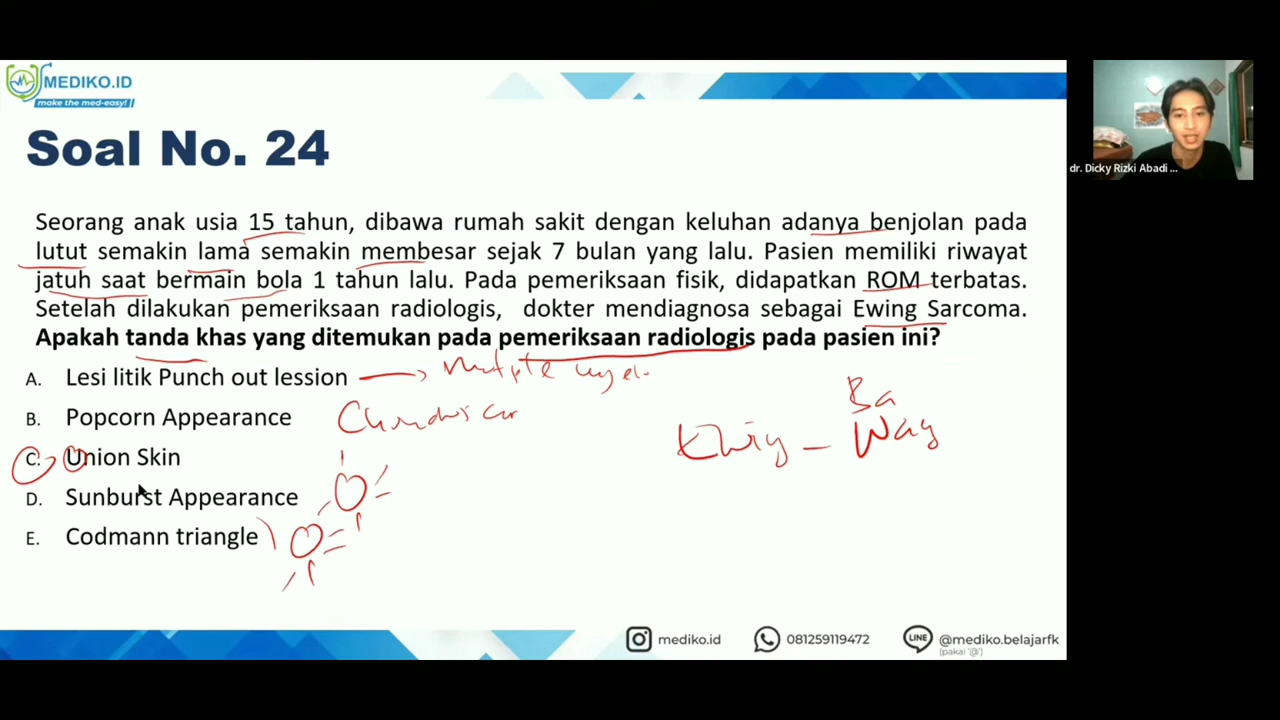 MEDIKO.ID
make the med-easy!
Soal No. 24
Seorang anak usia 15 tahun, dibawa rumah sakit dengan keluhan adanya benjolan pada
lutut semakin lama semakin membesar sejak 7 bulan yang lalu. Pasien memiliki riwayat
jatuh saat bermain bola 1 tahun lalu. Pada pemeriksaan fisik, didapatkan ROM terbatas.
Setelah dilakukan pemeriksaan radiologis, dokter mendiagnosa sebagai Ewing Sarcoma.
Apakah tanda khas yang ditemukan pada pemeriksaan radiologis pada pasien ini?
A. Lesi litik Punch out lession
B. Popcorn Appearance
C. Union Skin
D. Sunburst Appearance
E. Codmann triangle
Ba
Way
mediko.id
081259119472
@mediko.belajarfk
(pakai '@')
dr. Dicky Rizki Abadi ...